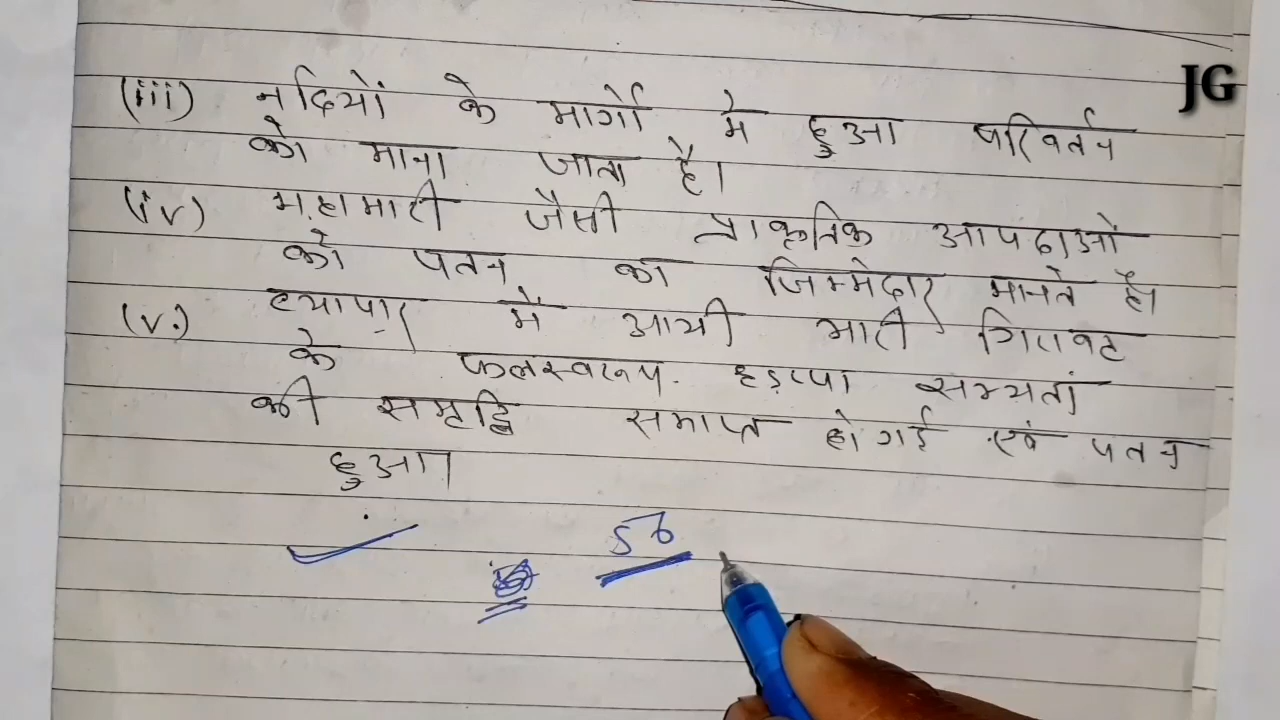 JG
(iii) नदियों के मार्गो मे हुआ परिवर्तन
को माना जाता है।
(iv) महामारी जैसी प्राकृतिक आपदाओं
को पतन का जिम्मेदार मानते है।
(v.) व्यापार में आयी भारी गिरावट
के फलस्वरूप हड़प्पा सभ्यता
की समृद्धि समाप्त हो गई एवं पतन
हुआ।
56